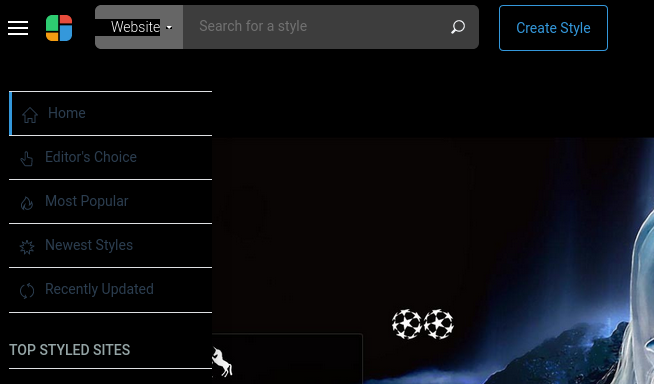 Website
Search for a style
Create Style
Home
Editor's Choice
Most Popular
Newest Styles
Recently Updated
TOP STYLED SITES